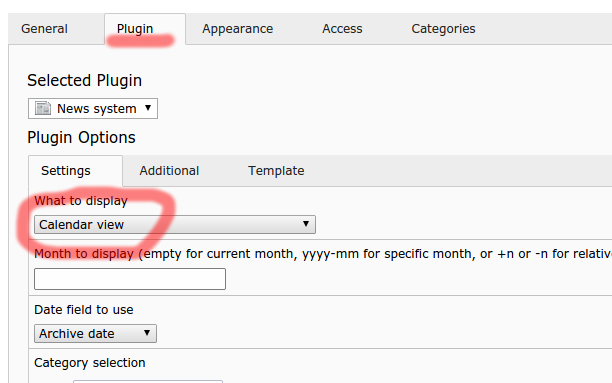 General Plugin Appearance Access Categories
Selected Plugin
News system
Plugin Options
Settings Additional Template
What to display
Calendar view
Month to display (empty for current month, yyyy-mm for specific month, or +n or -n for relativ
Date field to use
Archive date
Category selection